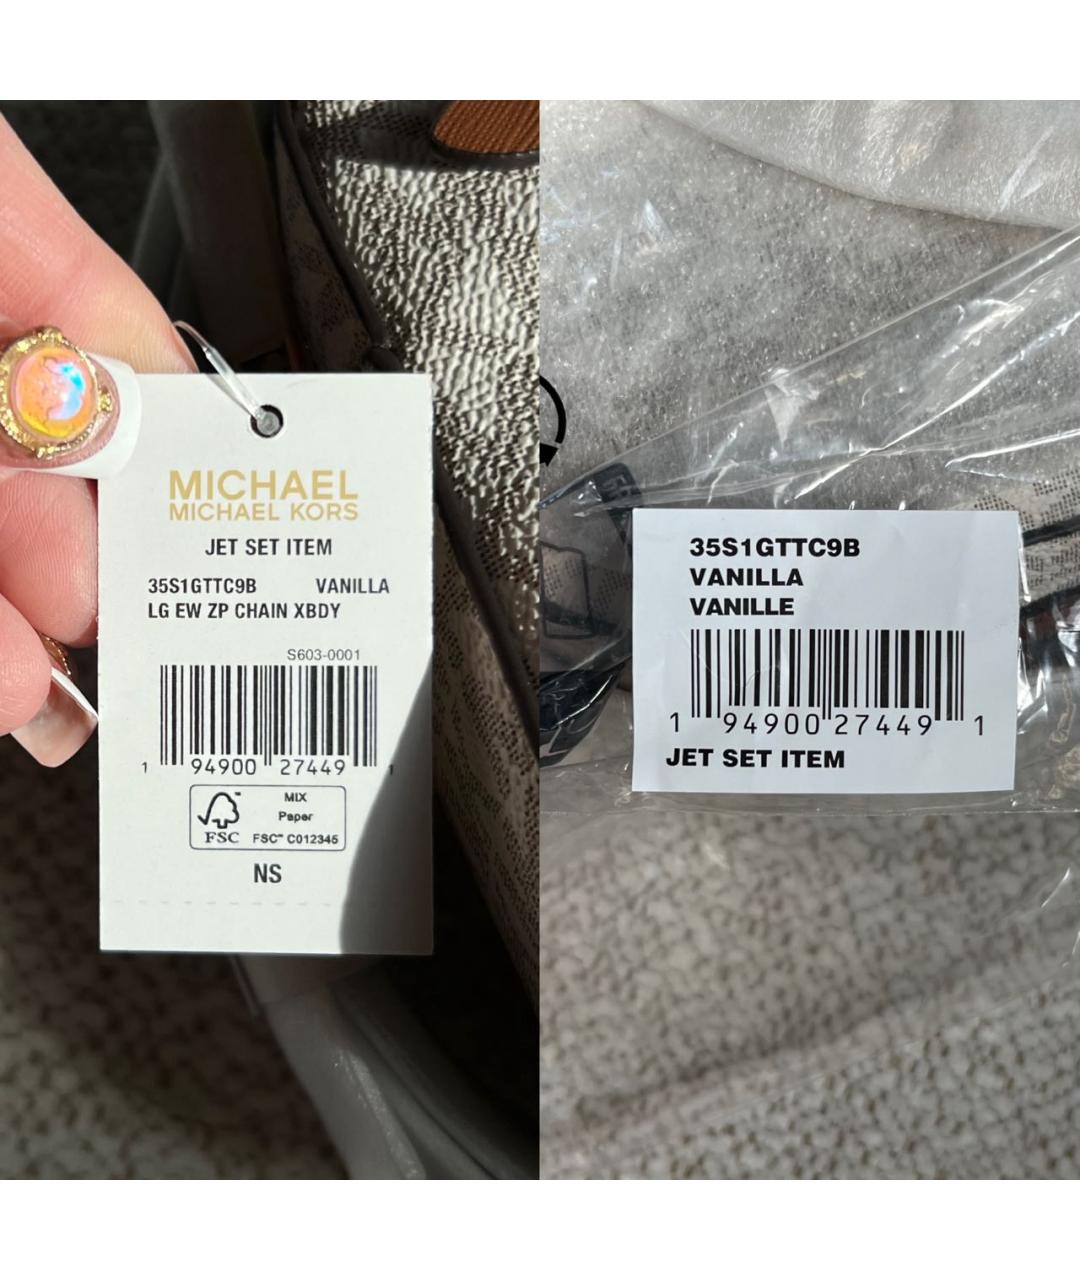 MICHAEL
MICHAEL KORS
JET SET ITEM
35S1GTTC9B VANILLA
LG EW ZP CHAIN XBDY
S603-0001
1 94900 27449 1
FSC
MIX
Paper
FSC™ C012345
NS
35S1GTTC9B
VANILLA
VANILLE
1 94900 27449 1
JET SET ITEM